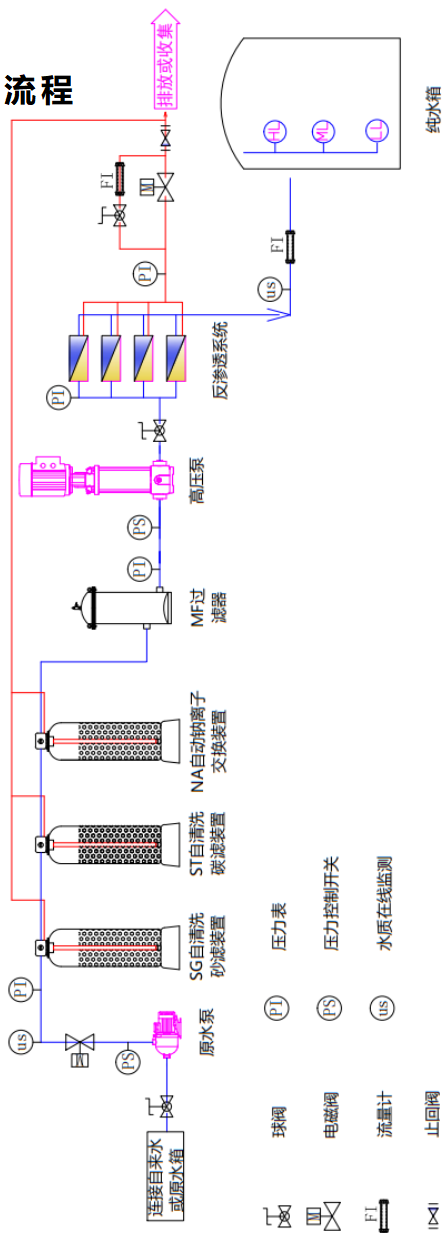 流程
连接自来水
或原水箱
原水泵
PS
M
us
PI
SG自清洗
砂滤装置
ST自清洗
碳滤装置
NA自动钠离子
交换装置
MF过
滤器
PI
PS
高压泵
PI
反渗透系统
PI
M
FI
排放或收集
us
FI
HL
ML
LL
纯水箱
球阀
PI
压力表
M
电磁阀
PS
压力控制开关
FI
流量计
us
水质在线监测
止回阀